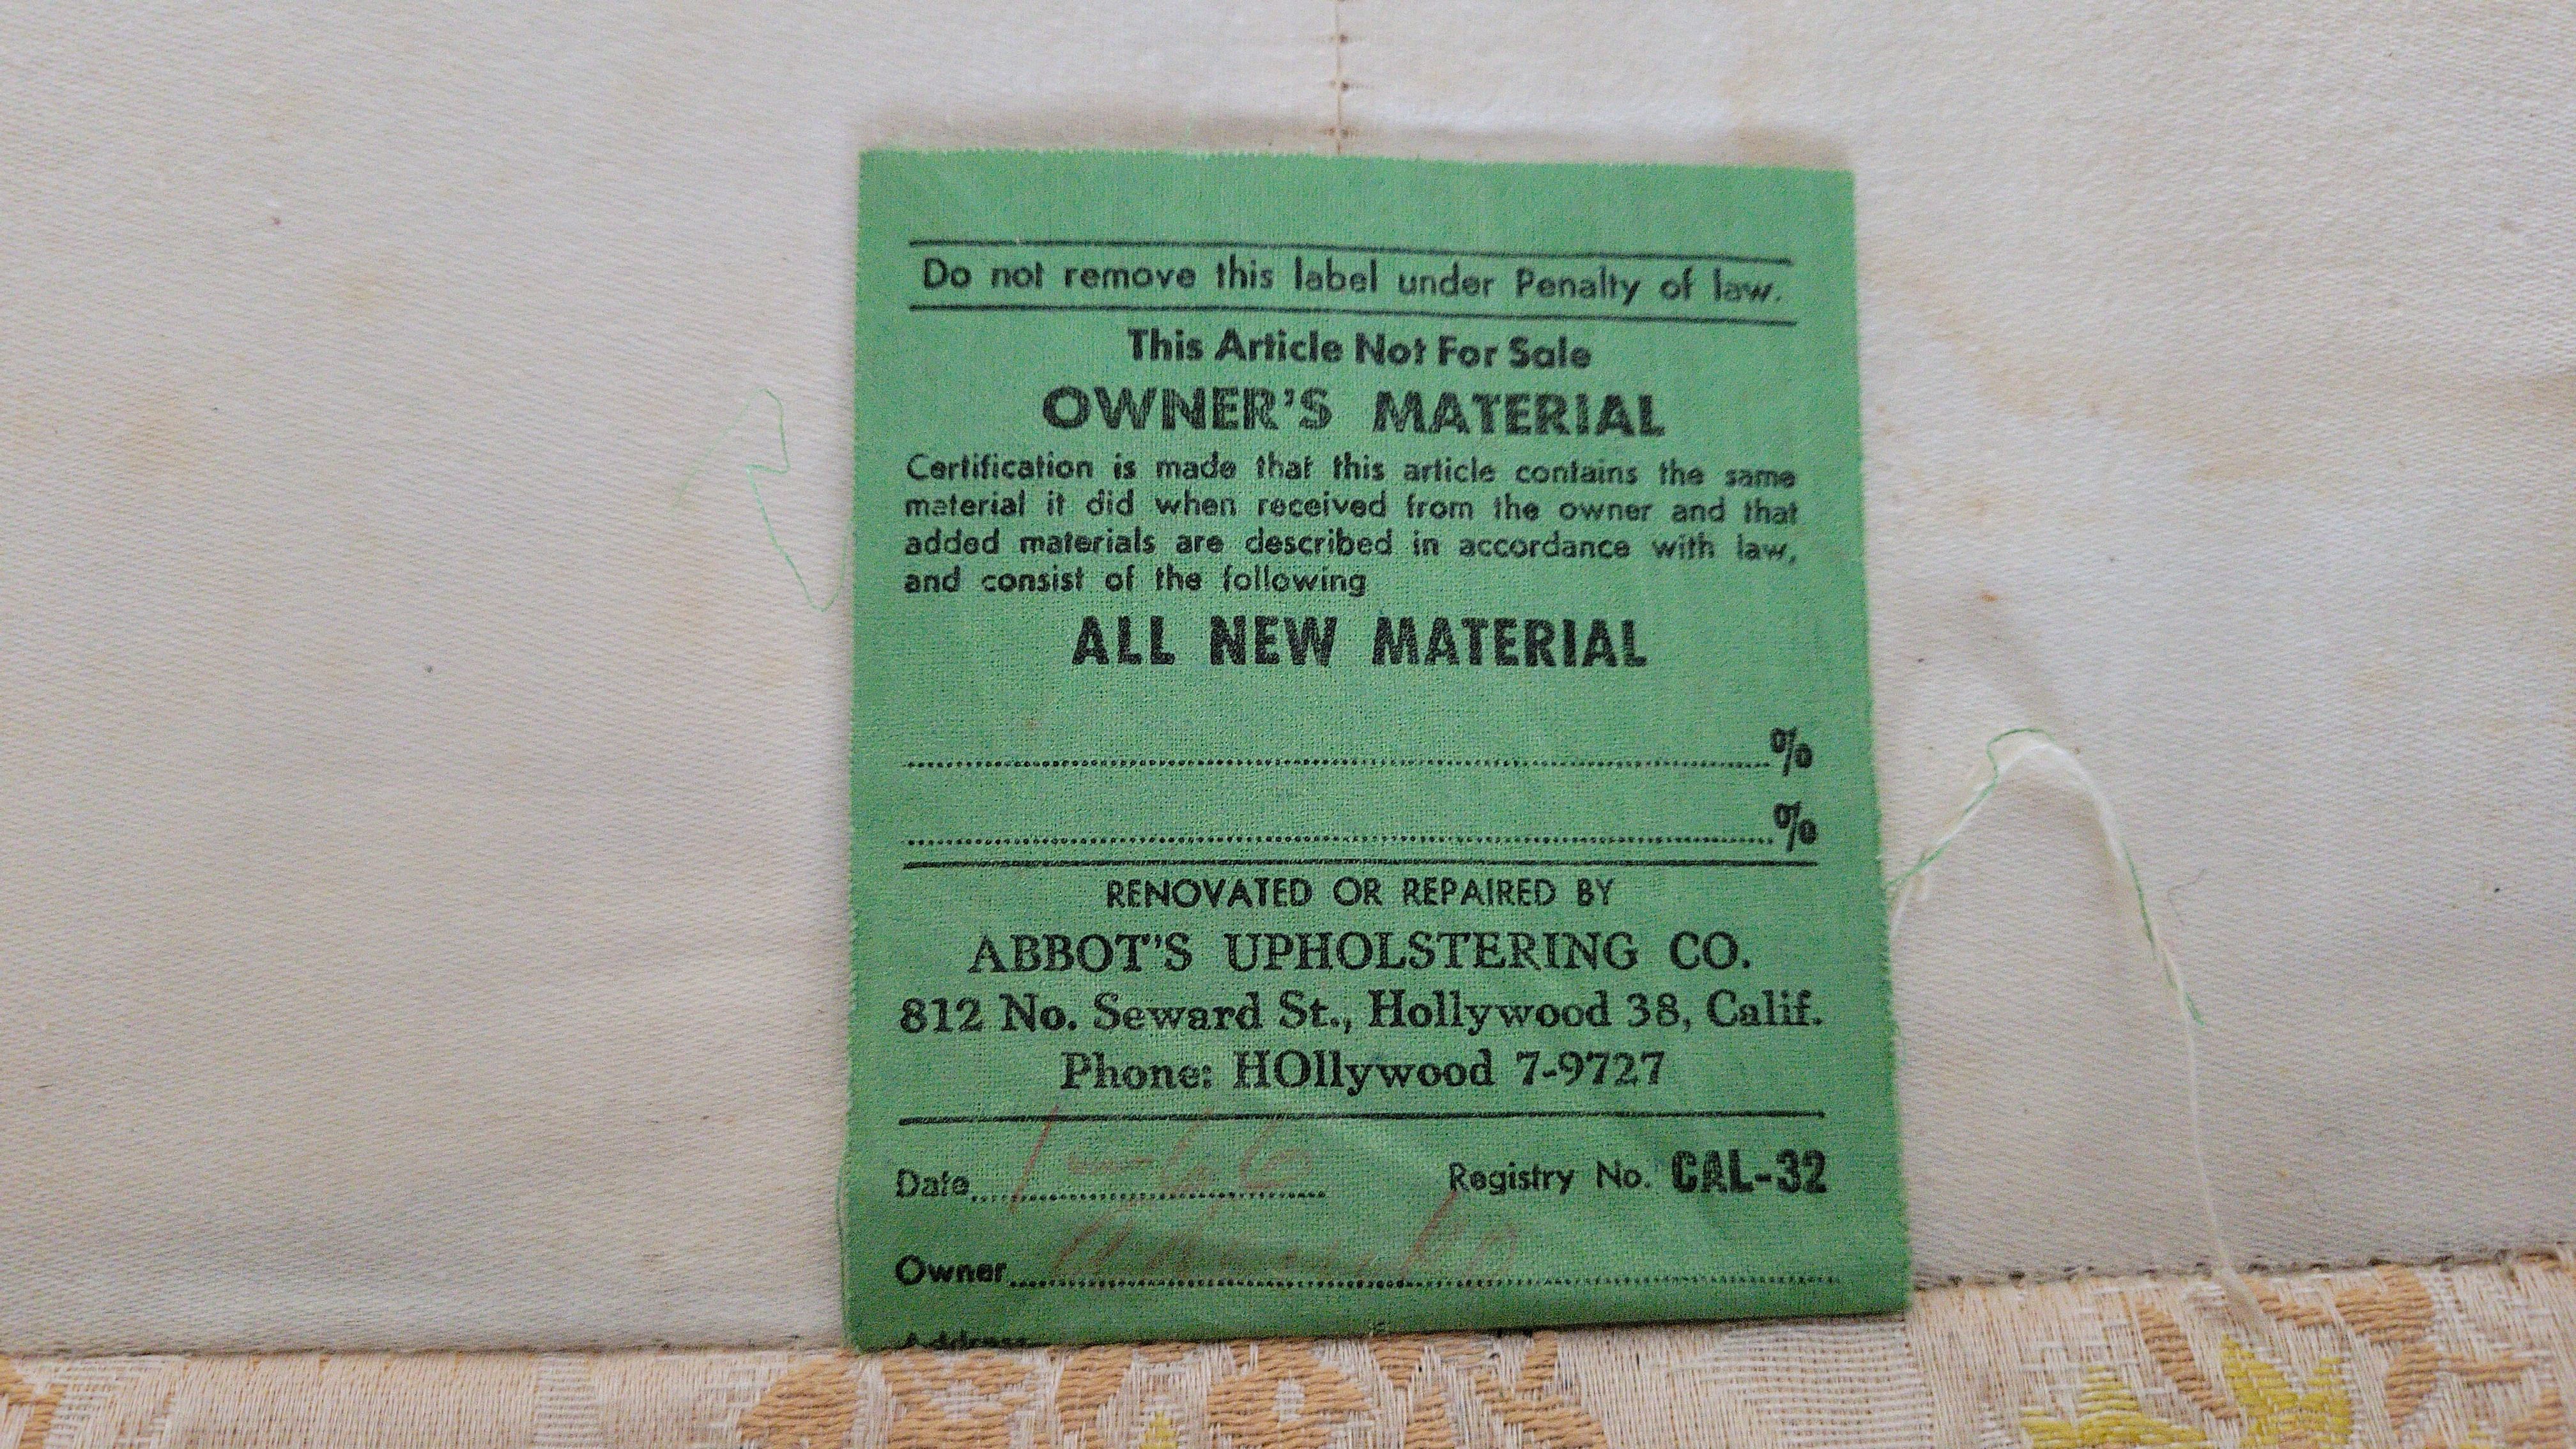 Do not remove this label under Penalty of law.
This Article Not For Sale
OWNER'S MATERIAL
Certification is made that this article contains the same
material it did when received from the owner and that
added materials are described in accordance with law,
and consist of the following
ALL NEW MATERIAL
%
%
RENOVATED OR REPAIRED BY
ABBOT'S UPHOLSTERING CO.
812 No. Seward St., Hollywood 38, Calif.
Phone: HOllywood 7-9727
Date 1-66 Registry No. CAL-32
Owner
Address